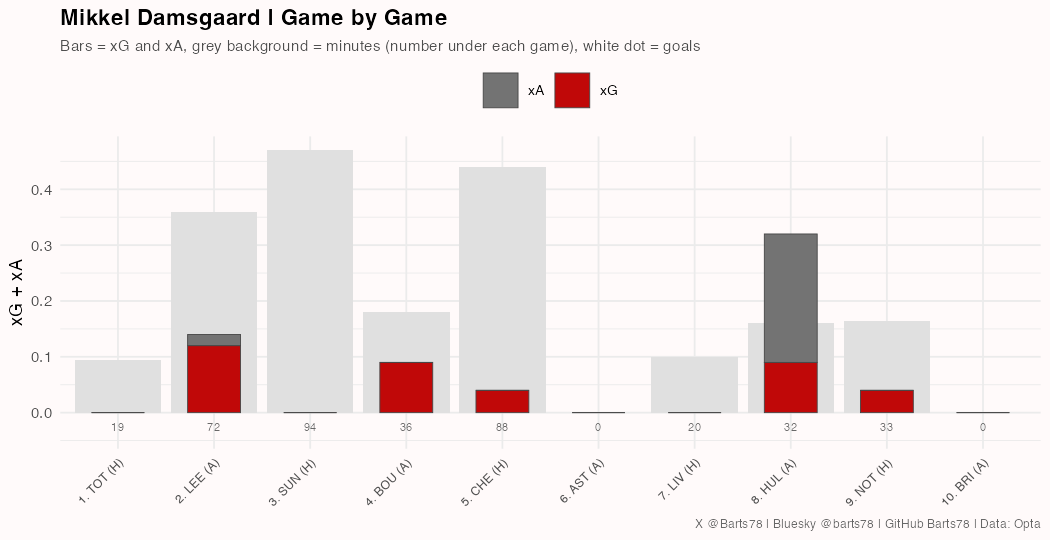 Mikkel Damsgaard | Game by Game
Bars = xG and xA, grey background = minutes (number under each game), white dot = goals
xA xG
xG + xA
0.4
0.3
0.2
0.1
0.0
19 72 94 36 88 0 20 32 33 0
1. TOT (H) 2. LEE (A) 3. SUN (H) 4. BOU (A) 5. CHE (H) 6. AST (A) 7. LIV (H) 8. HUL (A) 9. NOT (H) 10. BRI (A)
X @Barts78 | Bluesky @barts78 | GitHub Barts78 | Data: Opta